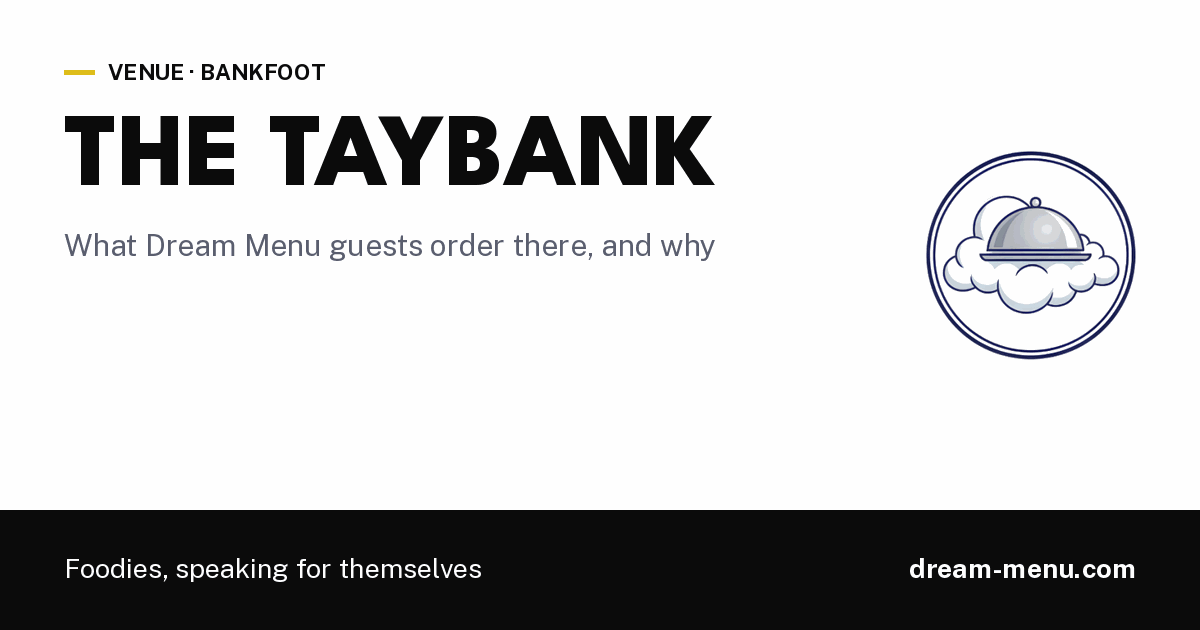 VENUE · BANKFOOT
THE TAYBANK
What Dream Menu guests order there, and why
Foodies, speaking for themselves
dream-menu.com